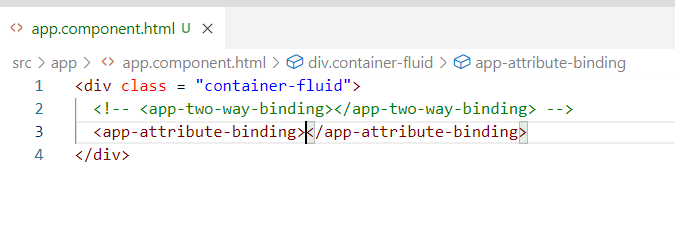 <> app.component.html U ×
src > app > <> app.component.html > div.container-fluid > app-attribute-binding
1 <div class = "container-fluid">
2 <!-- <app-two-way-binding></app-two-way-binding> -->
3 <app-attribute-binding></app-attribute-binding>
4 </div>